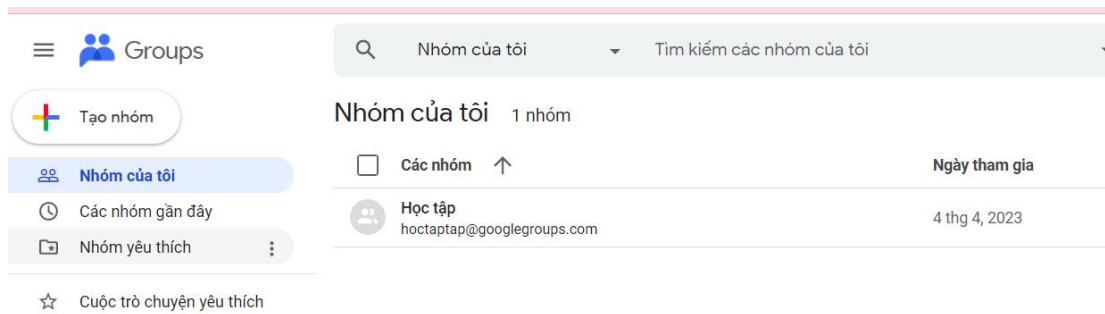 Groups
Nhóm của tôi
Tìm kiếm các nhóm của tôi
Tạo nhóm
Nhóm của tôi
Các nhóm gần đây
Nhóm yêu thích
Cuộc trò chuyện yêu thích
Nhóm của tôi 1 nhóm
Các nhóm Ngày tham gia
Học tập
hoctaptap@googlegroups.com
4 thg 4, 2023